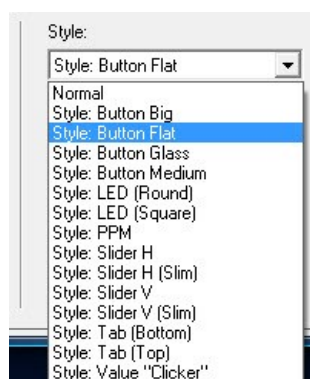 Style:
Style: Button Flat
Normal
Style: Button Big
Style: Button Flat
Style: Button Glass
Style: Button Medium
Style: LED (Round)
Style: LED (Square)
Style: PPM
Style: Slider H
Style: Slider H (Slim)
Style: Slider V
Style: Slider V (Slim)
Style: Tab (Bottom)
Style: Tab (Top)
Style: Value "Clicker"